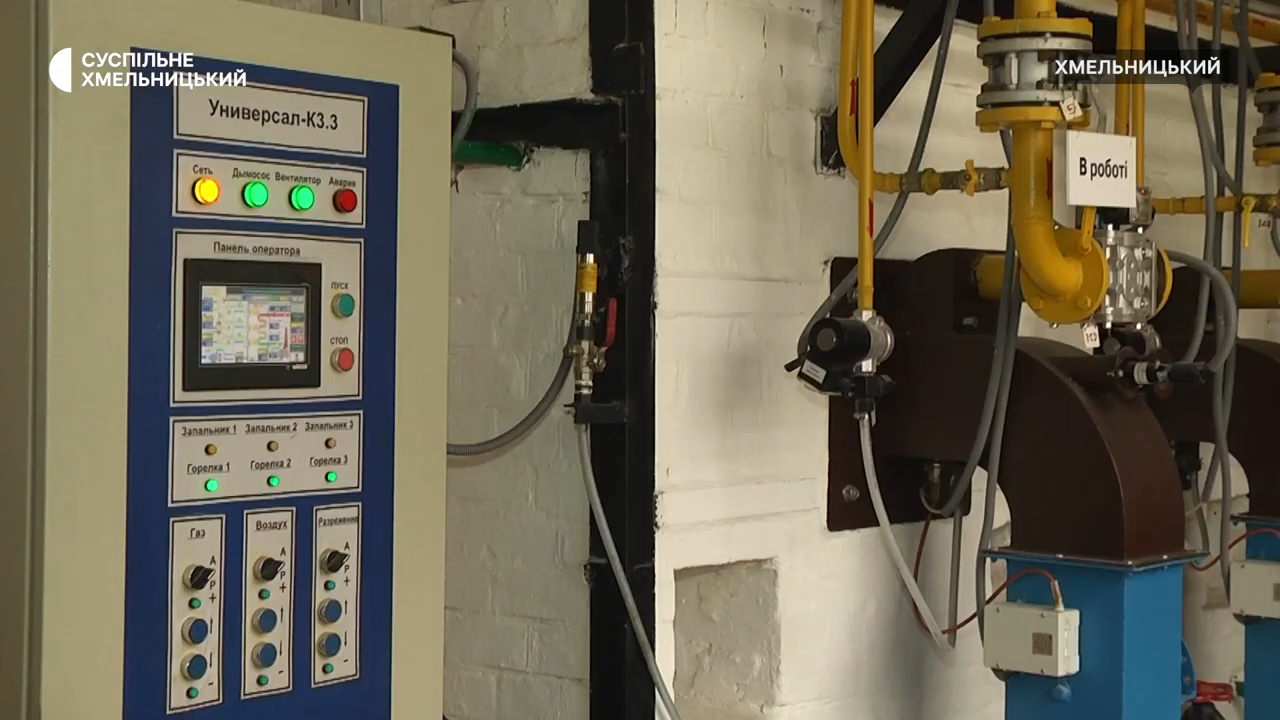 СУСПІЛЬНЕ
ХМЕЛЬНИЦЬКИЙ
ХМЕЛЬНИЦЬКИЙ
Универсал-К3.3
Сеть Дымосос Вентилятор Авария
Панель оператора
ПУСК
СТОП
Запальник 1 Запальник 2 Запальник 3
Горелка 1 Горелка 2 Горелка 3
Газ Воздух Разрежение
А А А
Р Р Р
+ +
- - -
В роботі